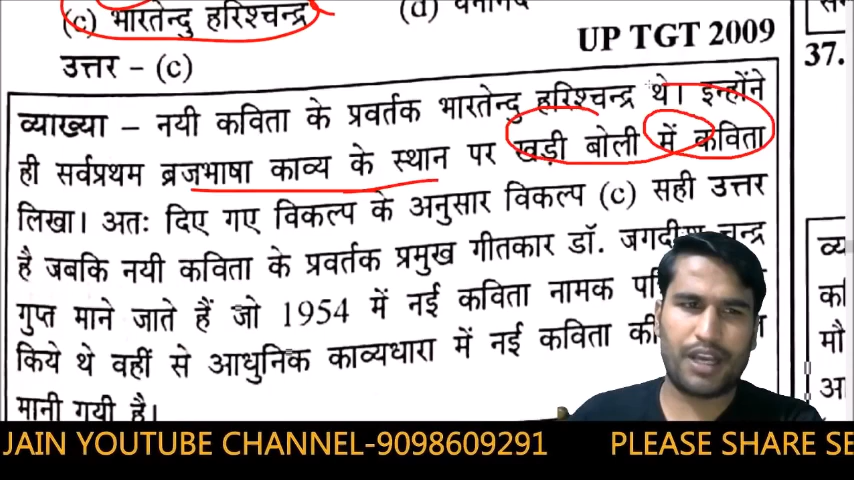 (c) भारतेन्दु हरिश्चन्द्र
(d) घनानंद
उत्तर – (c)
UP TGT 2009
37.
व्याख्या – नयी कविता के प्रवर्तक भारतेन्दु हरिश्चन्द्र थे। इन्होंने
ही सर्वप्रथम ब्रजभाषा काव्य के स्थान पर खड़ी बोली में कविता
लिखा। अतः दिए गए विकल्प के अनुसार विकल्प (c) सही उत्तर
है जबकि नयी कविता के प्रवर्तक प्रमुख गीतकार डॉ. जगदीश चन्द्र
गुप्त माने जाते हैं जो 1954 में नई कविता नामक
किये थे वहीं से आधुनिक काव्यधारा में नई कविता की
मानी गयी है।
JAIN YOUTUBE CHANNEL-9098609291 PLEASE SHARE SE